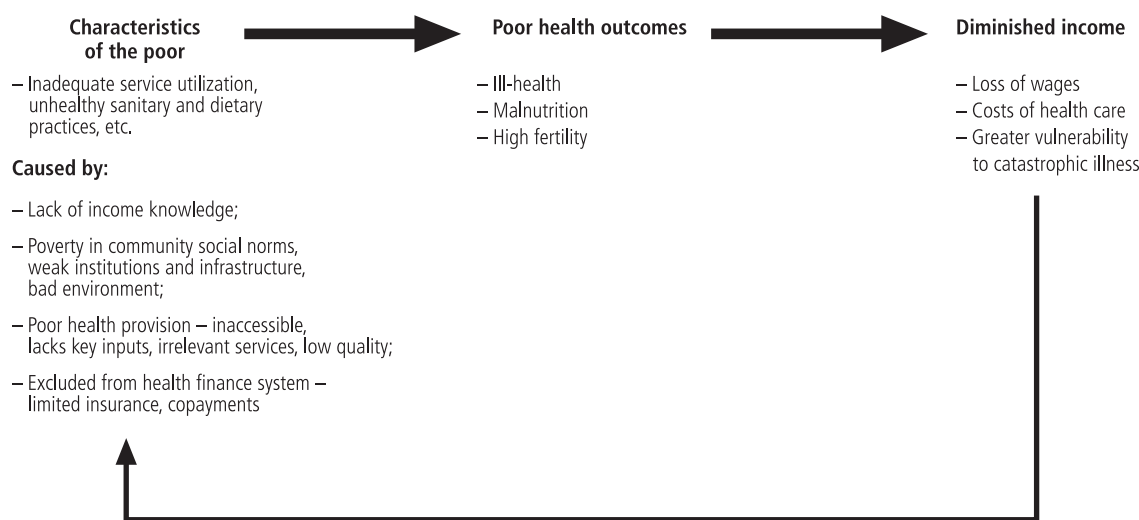 Characteristics
of the poor
– Inadequate service utilization,
unhealthy sanitary and dietary
practices, etc.
Caused by:
– Lack of income knowledge;
– Poverty in community social norms,
weak institutions and infrastructure,
bad environment;
– Poor health provision – inaccessible,
lacks key inputs, irrelevant services, low quality;
– Excluded from health finance system –
limited insurance, copayments
Poor health outcomes
– Ill-health
– Malnutrition
– High fertility
Diminished income
– Loss of wages
– Costs of health care
– Greater vulnerability
to catastrophic illness